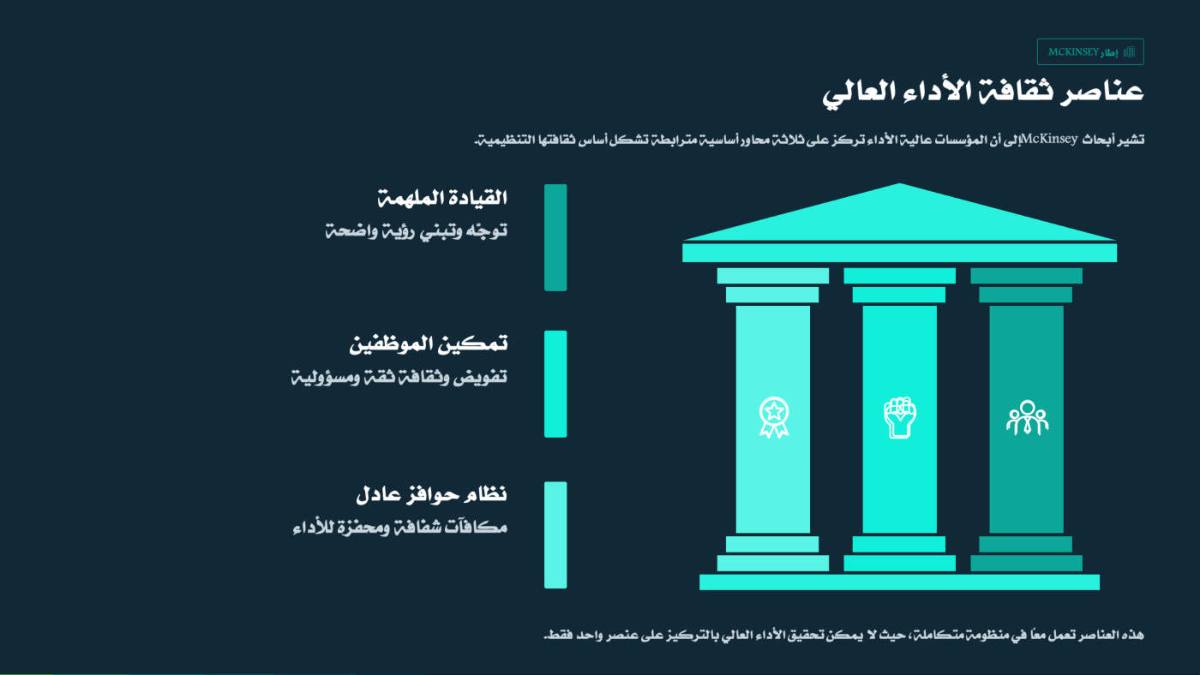 إطار MCKINSEY
عناصر ثقافة الأداء العالي
تشير أبحاث McKinsey إلى أن المؤسسات عالية الأداء تركز على ثلاثة محاور أساسية مترابطة تشكل أساس ثقافتها التنظيمية.
القيادة الملهمة
توجّه وتبني رؤية واضحة
تمكين الموظفين
تفويض وثقافة ثقة ومسؤولية
نظام حوافز عادل
مكافآت شفافة ومحفزة للأداء
هذه العناصر تعمل معًا في منظومة متكاملة، حيث لا يمكن تحقيق الأداء العالي بالتركيز على عنصر واحد فقط.